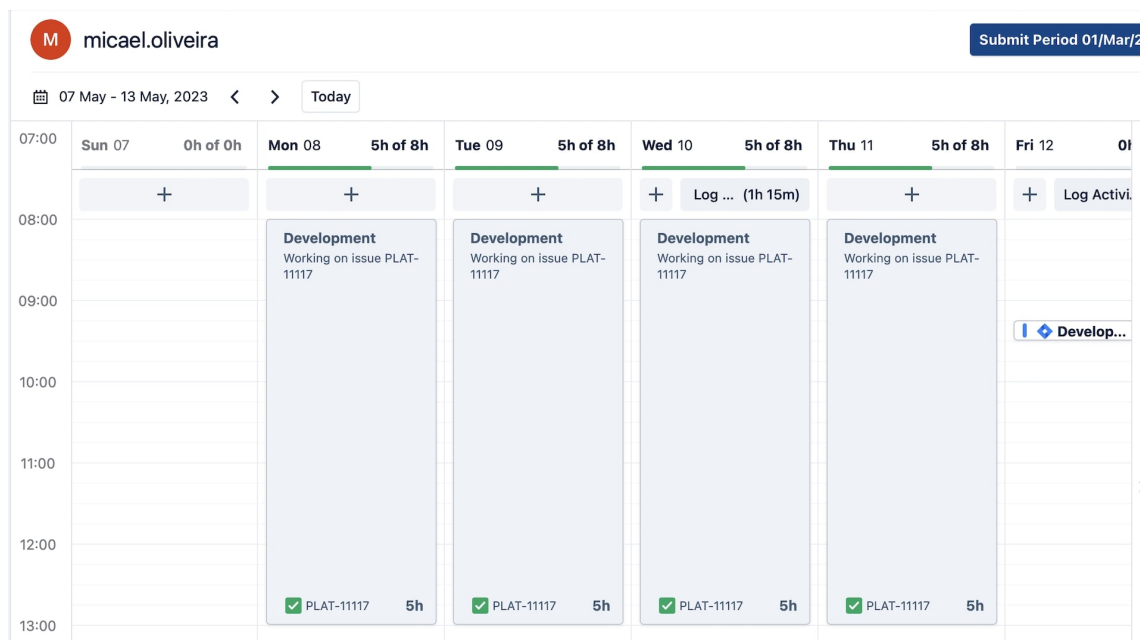 M micael.oliveira
Submit Period 01/Mar/2
07 May - 13 May, 2023 Today
07:00
Sun 07 0h of 0h
Mon 08 5h of 8h
Tue 09 5h of 8h
Wed 10 5h of 8h
Thu 11 5h of 8h
Fri 12 0h
+
+
+
+ Log ... (1h 15m)
+
+ Log Activi.
08:00
Development
Working on issue PLAT-
11117
Development
Working on issue PLAT-
11117
Development
Working on issue PLAT-
11117
Development
Working on issue PLAT-
11117
09:00
Develop...
10:00
11:00
12:00
PLAT-11117 5h
PLAT-11117 5h
PLAT-11117 5h
PLAT-11117 5h
13:00